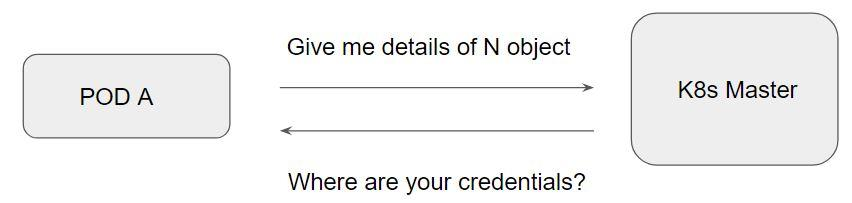 Give me details of N object
POD A
K8s Master
Where are your credentials?